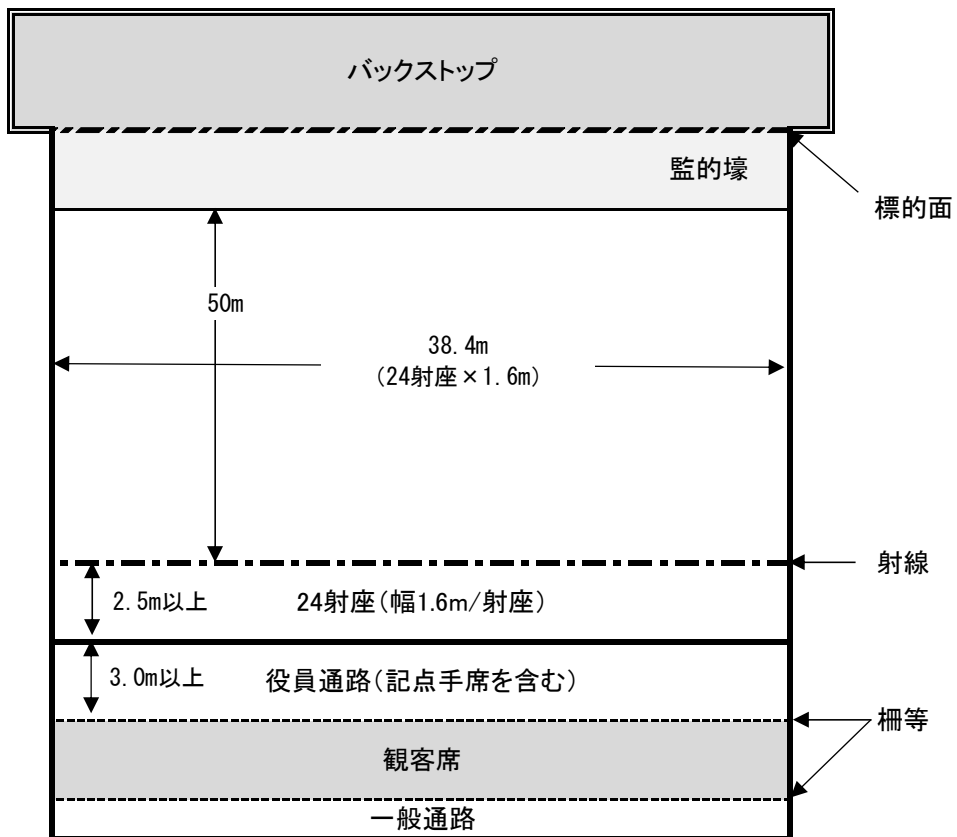 バックストップ
監的壕
標的面
50m
38.4m
(24射座×1.6m)
射線
2.5m以上
24射座(幅1.6m/射座)
3.0m以上
役員通路(記点手席を含む)
柵等
観客席
一般通路